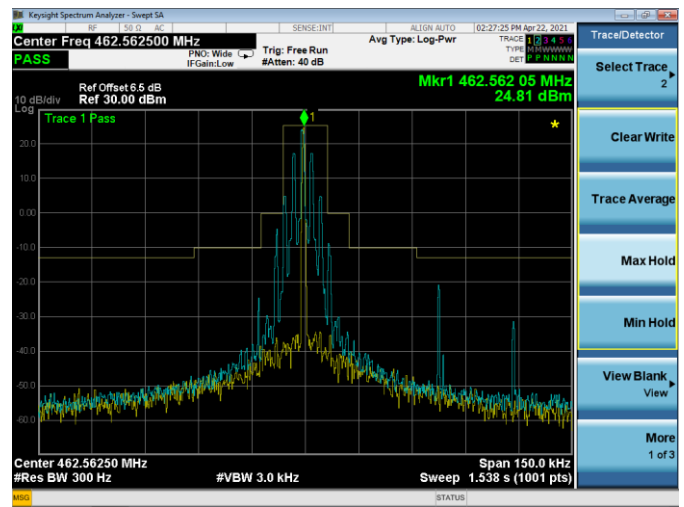 Keysight Spectrum Analyzer - Swept SA
RF 50 Ω AC SENSE:INT ALIGN AUTO 02:27:25 PM Apr 22, 2021
Center Freq 462.562500 MHz
PASS
PNO: Wide
IFGain:Low
Trig: Free Run
#Atten: 40 dB
Avg Type: Log-Pwr
TRACE 1 2 3 4 5 6
TYPE M M W W W W
DET P P N N N N
Ref Offset 6.5 dB
10 dB/div Ref 30.00 dBm
Log
Mkr1 462.562 05 MHz
24.81 dBm
Trace 1 Pass
1
*
20.0
10.0
0.00
-10.0
-20.0
-30.0
-40.0
-50.0
-60.0
Center 462.56250 MHz
Span 150.0 kHz
#Res BW 300 Hz
#VBW 3.0 kHz
Sweep 1.538 s (1001 pts)
MSG
STATUS
Trace/Detector
Select Trace
2
Clear Write
Trace Average
Max Hold
Min Hold
View Blank
View
More
1 of 3